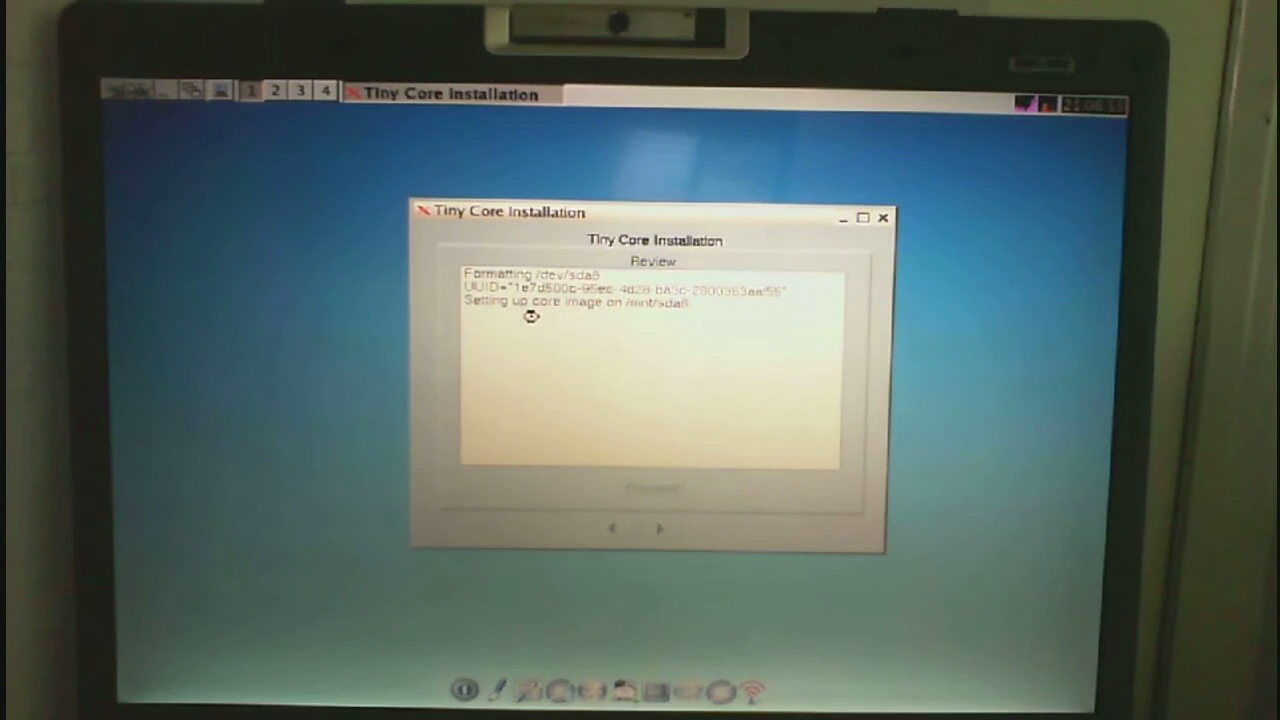 1 2 3 4 Tiny Core Installation
Tiny Core Installation
Tiny Core Installation
Review
Formatting /dev/sda8
Setting up core image on /mnt/sda8